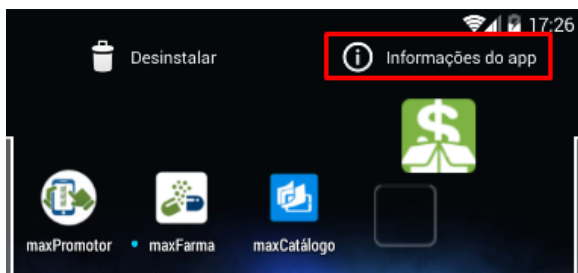 17:26
Desinstalar
Informações do app
maxPromotor
maxFarma
maxCatálogo